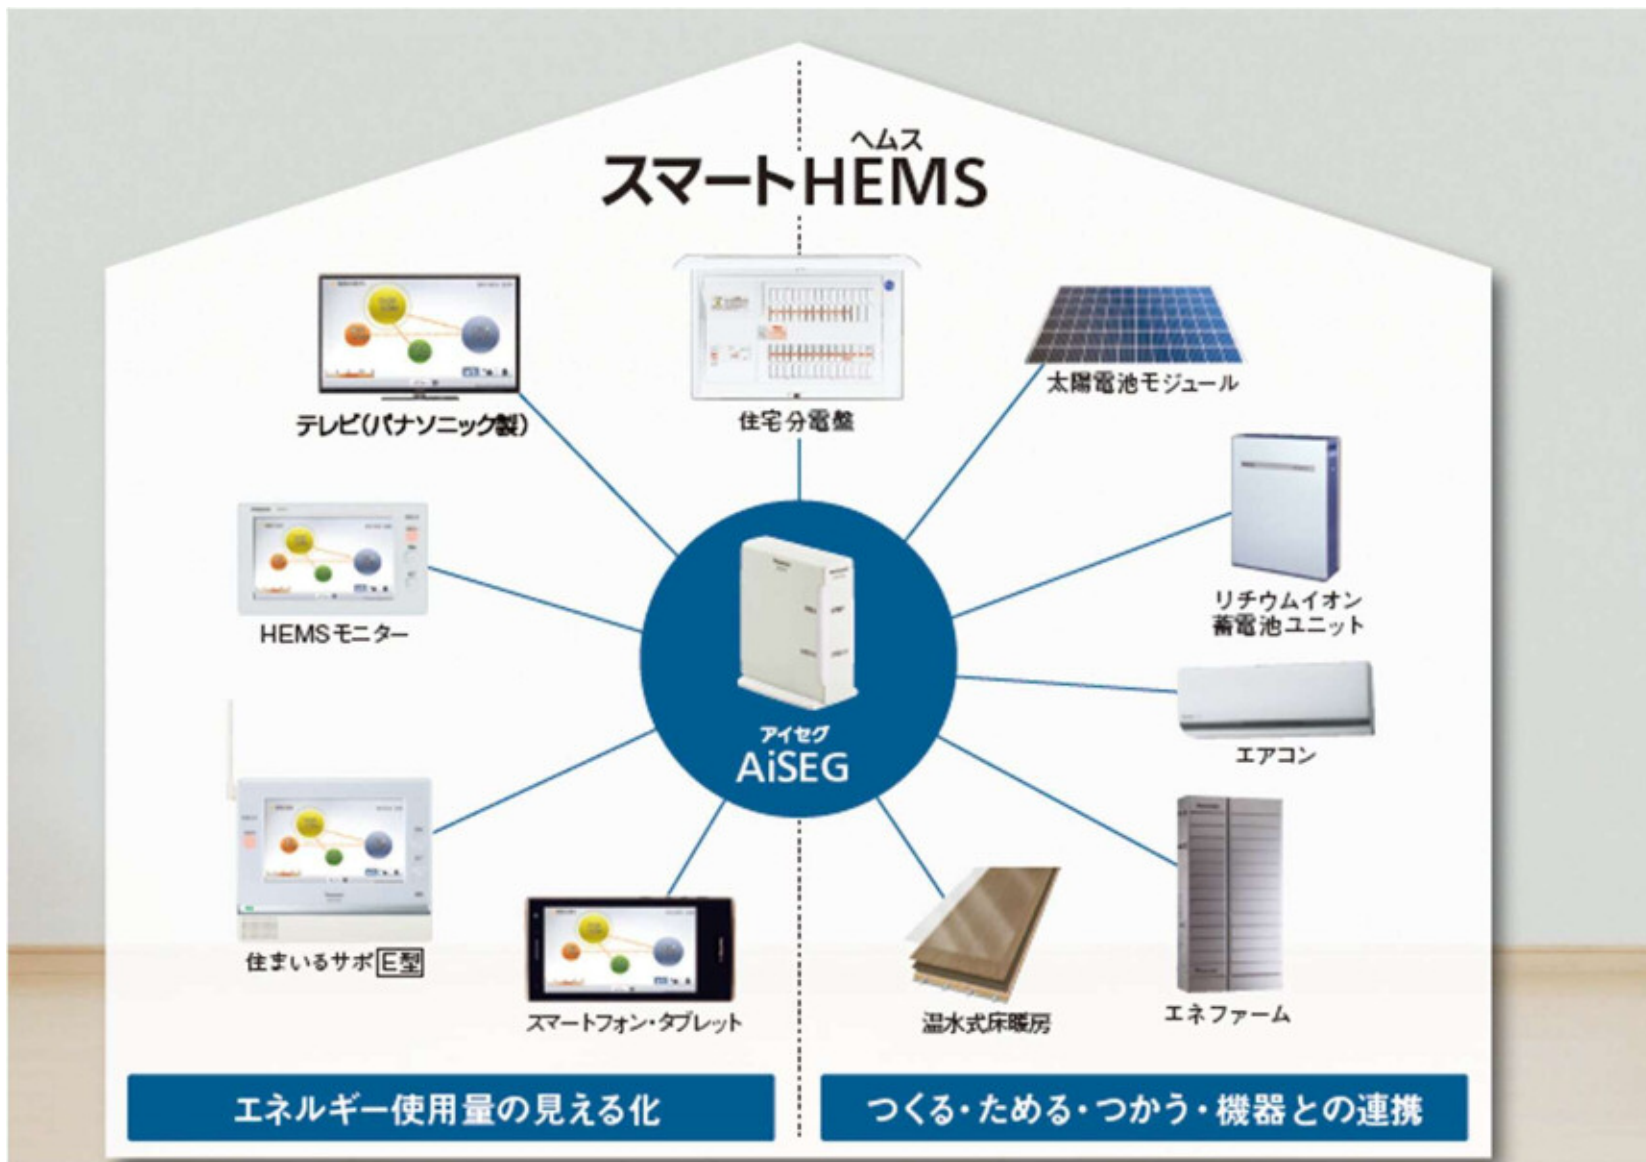 ヘムス
スマートHEMS
テレビ(パナソニック製)
住宅分電盤
太陽電池モジュール
HEMSモニター
リチウムイオン
蓄電池ユニット
アイセグ
AiSEG
エアコン
住まいるサポE型
スマートフォン・タブレット
温水式床暖房
エネファーム
エネルギー使用量の見える化
つくる・ためる・つかう・機器との連携